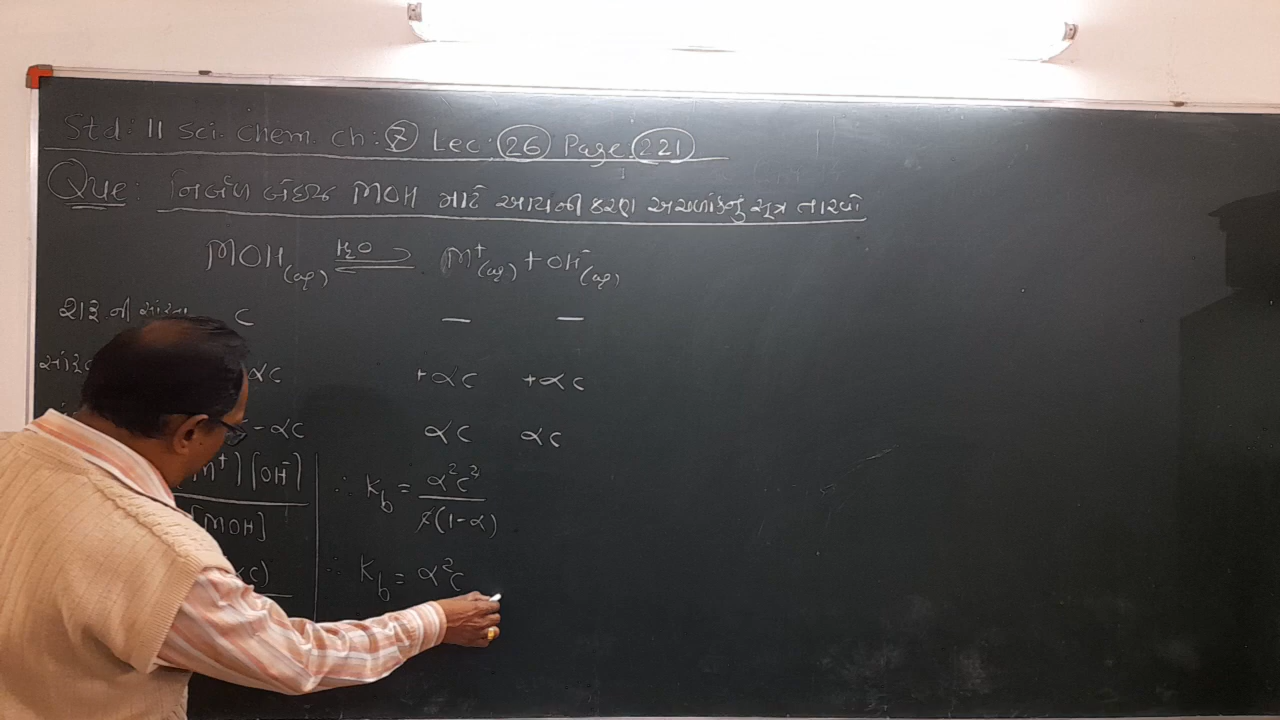 Std: 11 Sci. Chem. Ch: 7 Lec: 26 Page: 221
Que: નિર્બળ બેઇઝ MOH માટે આયનીકરણ અચળાંકનું સૂત્ર તારવો
MOH(aq) H₂O ⇌ M⁺(aq) + OH⁻(aq)
શરૂની સાંદ્રતા C — —
αC +αC +αC
- αC αC αC
M⁺][OH⁻]
[MOH]
∴ Kb = α²C² / C(1-α)
αC)
∴ Kb = α²C